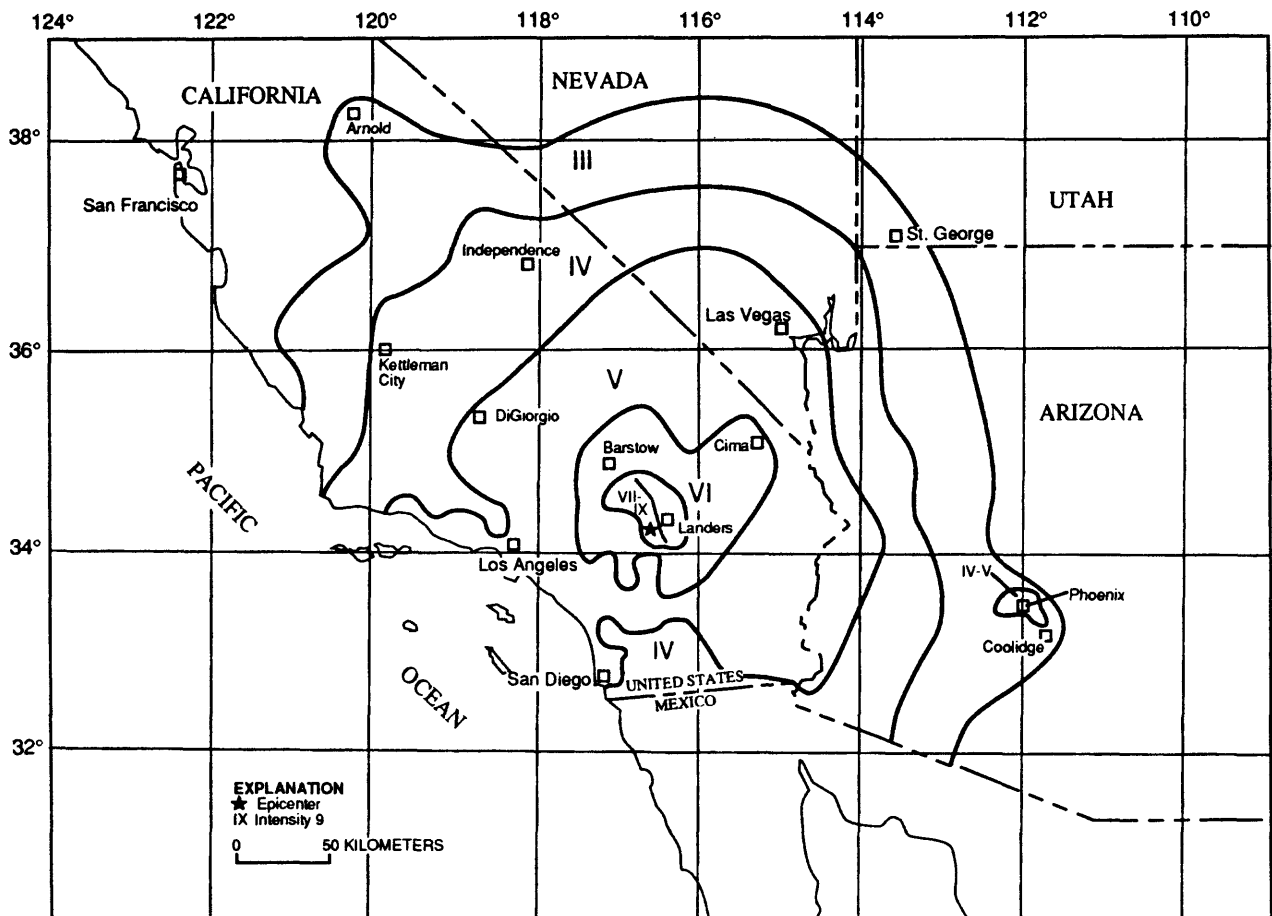 124° 122° 120° 118° 116° 114° 112° 110°
CALIFORNIA
NEVADA
Arnold
38°
III
San Francisco
UTAH
St. George
Independence
IV
Las Vegas
36°
Kettleman
City
V
ARIZONA
DiGiorgio
Barstow
Cima
PACIFIC
VII-
IX
VI
Landers
34°
Los Angeles
IV-V
Phoenix
Coolidge
IV
San Diego
UNITED STATES
MEXICO
OCEAN
32°
EXPLANATION
Epicenter
IX Intensity 9
0 50 KILOMETERS